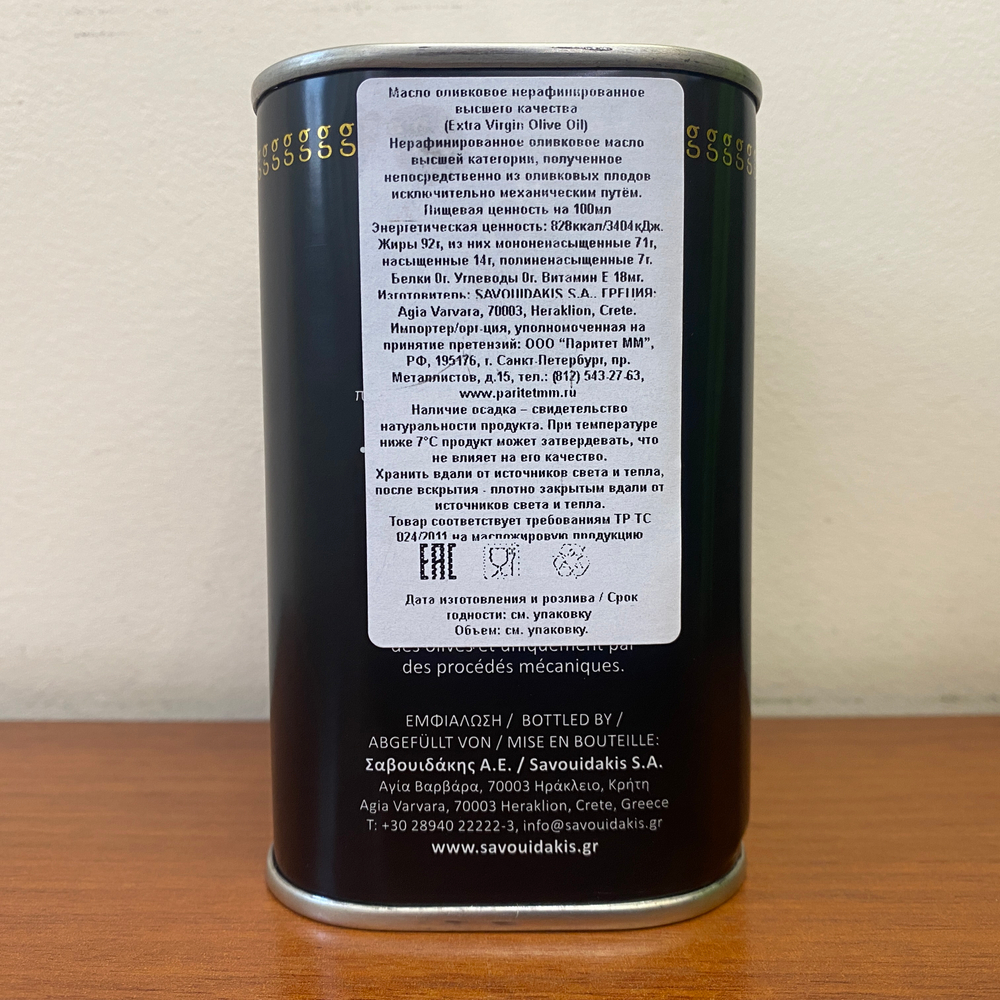 Масло оливковое нерафинированное
высшего качества
(Extra Virgin Olive Oil)
Нерафинированное оливковое масло
высшей категории, полученное
непосредственно из оливковых плодов
исключительно механическим путём.
Пищевая ценность на 100мл
Энергетическая ценность: 828ккал/3404кДж.
Жиры 92г, из них мононенасыщенные 71г,
насыщенные 14г, полиненасыщенные 7г.
Белки 0г. Углеводы 0г. Витамин Е 18мг.
Изготовитель: SAVOUIDAKIS S.A., ГРЕЦИЯ:
Agia Varvara, 70003, Heraklion, Crete.
Импортер/орг-ция, уполномоченная на
принятие претензий: ООО “Паритет ММ”,
РФ, 195176, г. Санкт-Петербург, пр.
Металлистов, д.15, тел.: (812) 543-27-63,
www.paritetmm.ru
Наличие осадка – свидетельство
натуральности продукта. При температуре
ниже 7°С продукт может затвердевать, что
не влияет на его качество.
Хранить вдали от источников света и тепла,
после вскрытия - плотно закрытым вдали от
источников света и тепла.
Товар соответствует требованиям ТР ТС
024/2011 на масложировую продукцию
EAC
Дата изготовления и розлива / Срок
годности: см. упаковку
Объем: см. упаковку.
des olives et uniquement par
des procédés mécaniques.
ΕΜΦΙΑΛΩΣΗ / BOTTLED BY /
ABGEFÜLLT VON / MISE EN BOUTEILLE:
Σαβουιδάκης Α.Ε. / Savouidakis S.A.
Αγία Βαρβάρα, 70003 Ηράκλειο, Κρήτη
Agia Varvara, 70003 Heraklion, Crete, Greece
T: +30 28940 22222-3, info@savouidakis.gr
www.savouidakis.gr